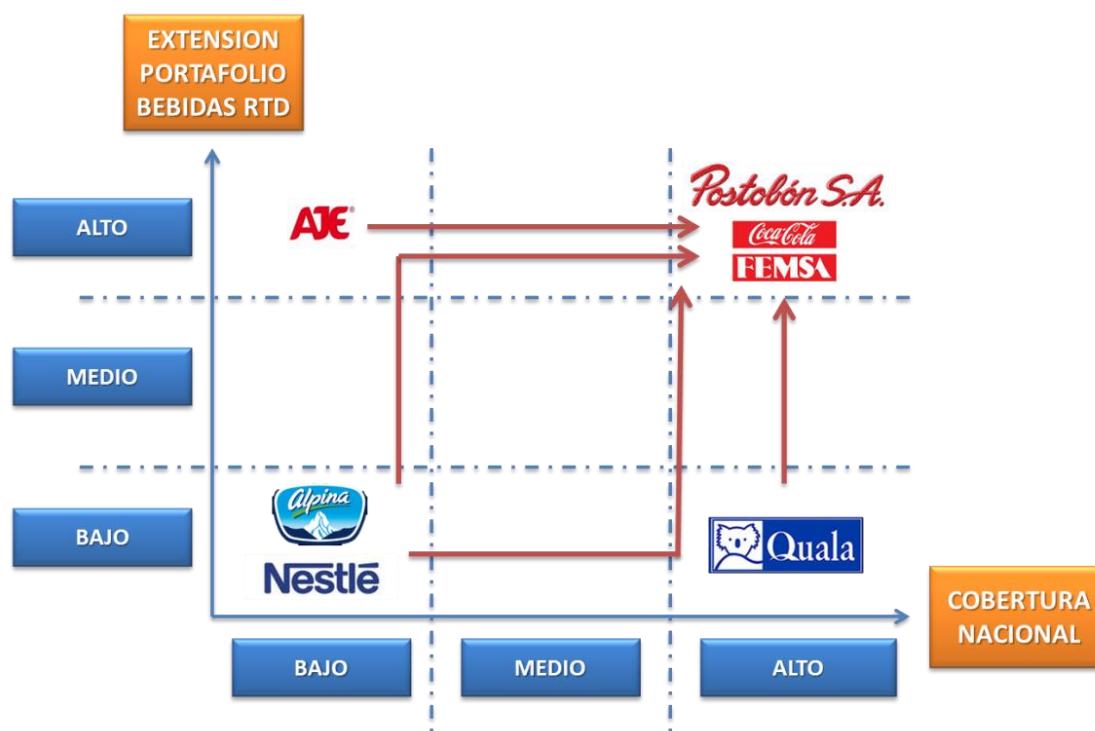 EXTENSION
PORTAFOLIO
BEBIDAS RTD
ALTO
AJE
Postobón S.A.
Coca-Cola
FEMSA
MEDIO
BAJO
Alpina
Nestlé
Quala
COBERTURA
NACIONAL
BAJO
MEDIO
ALTO